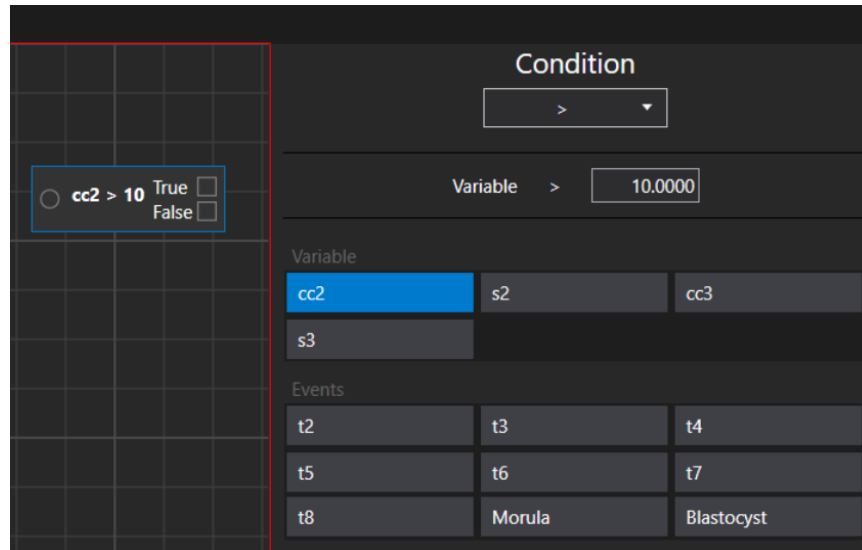 Condition
>
Variable > 10.0000
cc2 > 10 True
False
Variable
cc2 s2 cc3
s3
Events
t2 t3 t4
t5 t6 t7
t8 Morula Blastocyst